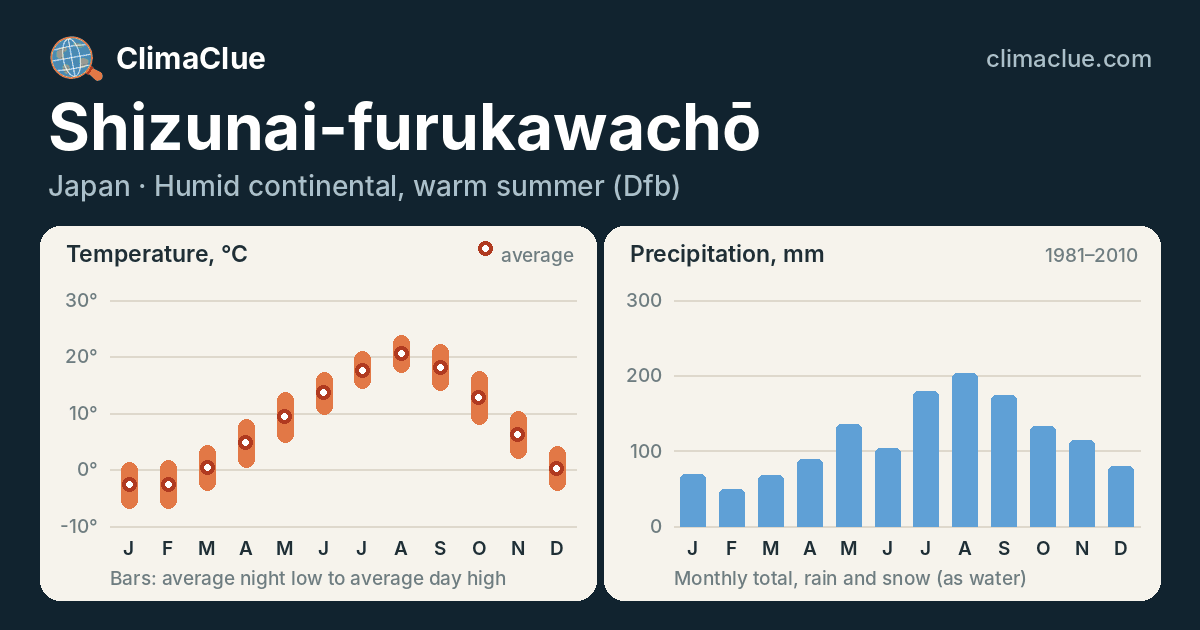 ClimaClue
climaclue.com
Shizunai-furukawachō
Japan · Humid continental, warm summer (Dfb)
Temperature, °C
average
30°
20°
10°
0°
-10°
J F M A M J J A S O N D
Bars: average night low to average day high
Precipitation, mm
1981–2010
300
200
100
0
J F M A M J J A S O N D
Monthly total, rain and snow (as water)